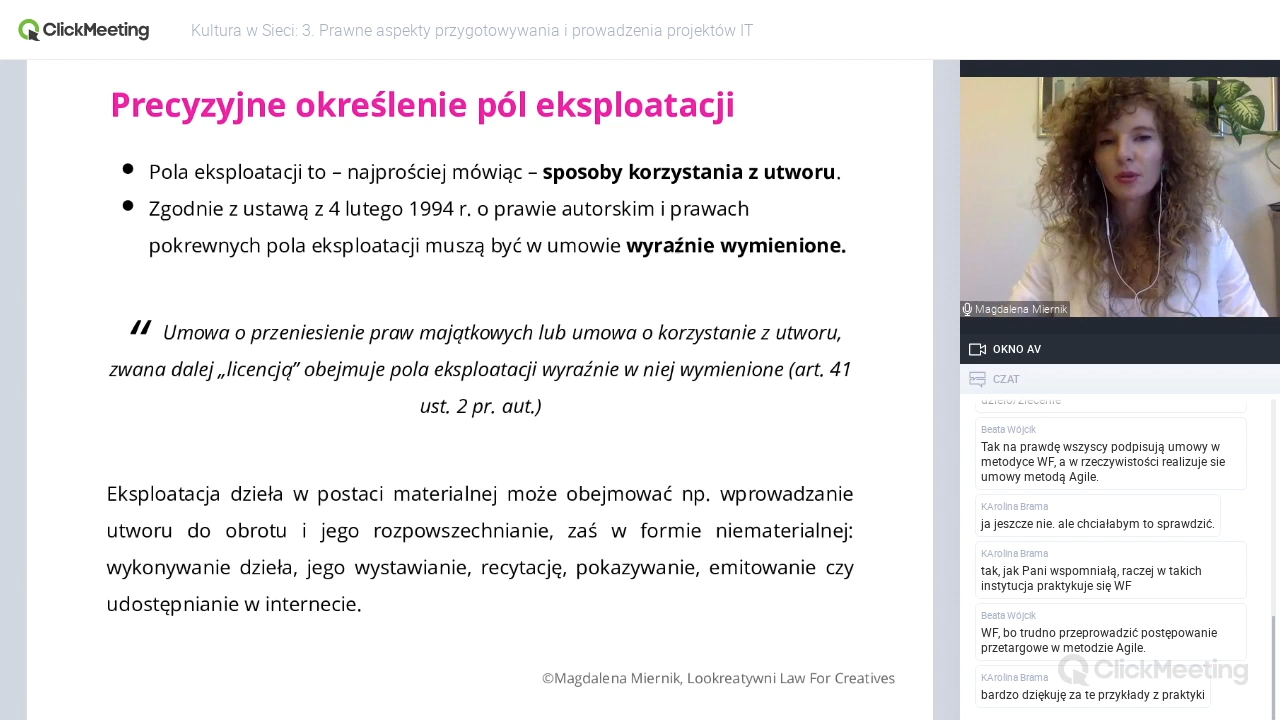 ClickMeeting
Kultura w Sieci: 3. Prawne aspekty przygotowywania i prowadzenia projektów IT
Precyzyjne określenie pól eksploatacji
● Pola eksploatacji to – najprościej mówiąc – sposoby korzystania z utworu.
● Zgodnie z ustawą z 4 lutego 1994 r. o prawie autorskim i prawach
pokrewnych pola eksploatacji muszą być w umowie wyraźnie wymienione.
“ Umowa o przeniesienie praw majątkowych lub umowa o korzystanie z utworu,
zwana dalej „licencją” obejmuje pola eksploatacji wyraźnie w niej wymienione (art. 41
ust. 2 pr. aut.)
Eksploatacja dzieła w postaci materialnej może obejmować np. wprowadzanie
utworu do obrotu i jego rozpowszechnianie, zaś w formie niematerialnej:
wykonywanie dzieła, jego wystawianie, recytację, pokazywanie, emitowanie czy
udostępnianie w internecie.
©Magdalena Miernik, Lookreatywni Law For Creatives
Magdalena Miernik
OKNO AV
CZAT
dzieło/zlecenie
Beata Wójcik
Tak na prawdę wszyscy podpisują umowy w
metodyce WF, a w rzeczywistości realizuje sie
umowy metodą Agile.
KArolina Brama
ja jeszcze nie. ale chciałabym to sprawdzić.
KArolina Brama
tak, jak Pani wspomniałą, raczej w takich
instytucja praktykuje się WF
Beata Wójcik
WF, bo trudno przeprowadzić postępowanie
przetargowe w metodzie Agile.
KArolina Brama
bardzo dziękuję za te przykłady z praktyki
ClickMeeting